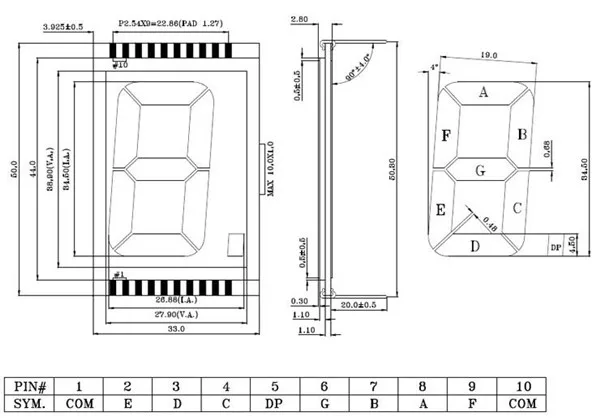 3.925±0.5
P2.54X9=22.86(PAD 1.27)
#10
50.0
44.0
38.90(V.A.)
34.50(I.A.)
MAX 10.0X1.0
#1
26.88(I.A.)
27.90(V.A.)
33.0
2.80
0.5±0.5
90°±4.0°
50.80
0.5±0.5
0.30
20.0±0.5
1.10
1.10
19.0
4°
A
F
B
G
0.68
34.50
E
C
0.48
D
DP
4.50
PIN# 1 2 3 4 5 6 7 8 9 10
SYM. COM E D C DP G B A F COM